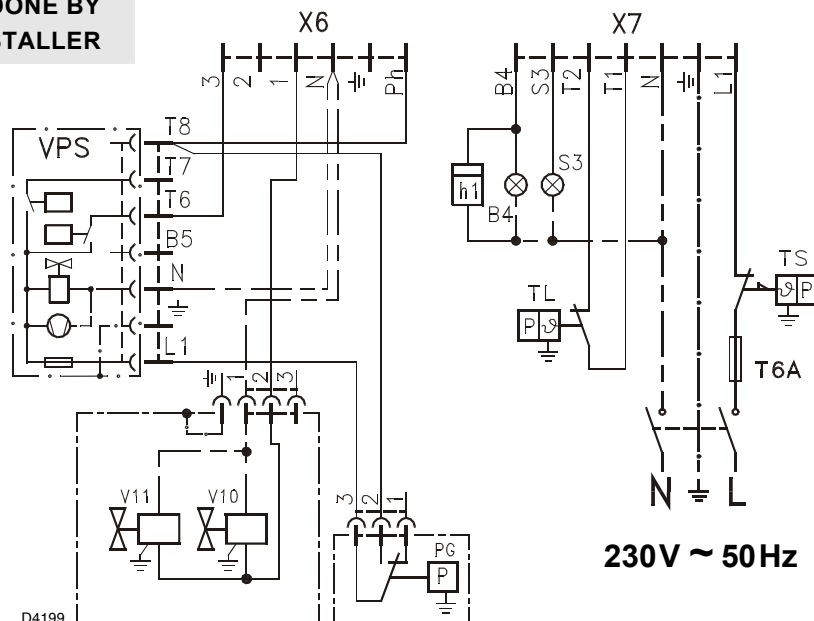 DONE BY
STALLER
X6
X7
3
2
1
N
Ph
B4
S3
T2
T1
N
L1
VPS
T8
T7
T6
B5
N
L1
h1
B4
S3
TL
P ϑ
TS
ϑ P
T6A
1
2
3
V11
V10
3
2
1
PG
P
N
L
230V ~ 50Hz
D4199